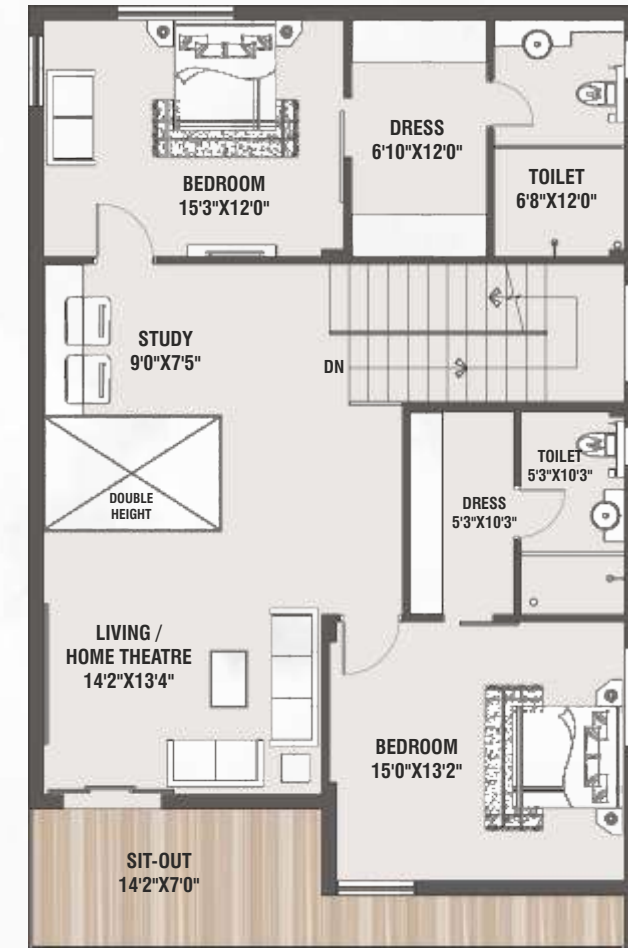 BEDROOM
15'3"X12'0"
DRESS
6'10"X12'0"
TOILET
6'8"X12'0"
STUDY
9'0"X7'5"
DN
DOUBLE
HEIGHT
TOILET
5'3"X10'3"
DRESS
5'3"X10'3"
LIVING /
HOME THEATRE
14'2"X13'4"
BEDROOM
15'0"X13'2"
SIT-OUT
14'2"X7'0"